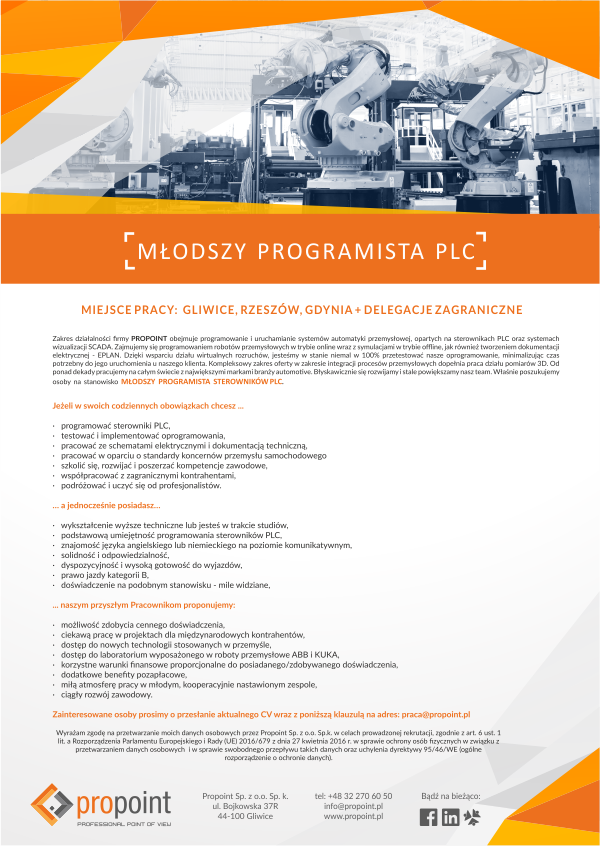 MŁODSZY PROGRAMISTA PLC
MIEJSCE PRACY: GLIWICE, RZESZÓW, GDYNIA + DELEGACJE ZAGRANICZNE
Zakres działalności firmy PROPOINT obejmuje programowanie i uruchamianie systemów automatyki przemysłowej, opartych na sterownikach PLC oraz systemach
wizualizacji SCADA. Zajmujemy się programowaniem robotów przemysłowych w trybie online wraz z symulacjami w trybie offline, jak również tworzeniem dokumentacji
elektrycznej - EPLAN. Dzięki wsparciu działu wirtualnych rozruchów, jesteśmy w stanie niemal w 100% przetestować nasze oprogramowanie, minimalizując czas
potrzebny do jego uruchomienia u naszego klienta. Kompleksowy zakres oferty w zakresie integracji procesów przemysłowych dopełnia praca działu pomiarów 3D. Od
ponad dekady pracujemy na całym świecie z największymi markami branży automotive. Błyskawicznie się rozwijamy i stale powiększamy nasz team. Właśnie poszukujemy
osoby na stanowisko MŁODSZY PROGRAMISTA STEROWNIKÓW PLC.
Jeżeli w swoich codziennych obowiązkach chcesz ...
· programować sterowniki PLC,
· testować i implementować oprogramowania,
· pracować ze schematami elektrycznymi i dokumentacją techniczną,
· pracować w oparciu o standardy koncernów przemysłu samochodowego
· szkolić się, rozwijać i poszerzać kompetencje zawodowe,
· współpracować z zagranicznymi kontrahentami,
· podróżować i uczyć się od profesjonalistów.
... a jednocześnie posiadasz...
· wykształcenie wyższe techniczne lub jesteś w trakcie studiów,
· podstawową umiejętność programowania sterowników PLC,
· znajomość języka angielskiego lub niemieckiego na poziomie komunikatywnym,
· solidność i odpowiedzialność,
· dyspozycyjność i wysoką gotowość do wyjazdów,
· prawo jazdy kategorii B,
· doświadczenie na podobnym stanowisku - mile widziane,
... naszym przyszłym Pracownikom proponujemy:
· możliwość zdobycia cennego doświadczenia,
· ciekawą pracę w projektach dla międzynarodowych kontrahentów,
· dostęp do nowych technologii stosowanych w przemyśle,
· dostęp do laboratorium wyposażonego w roboty przemysłowe ABB i KUKA,
· korzystne warunki finansowe proporcjonalne do posiadanego/zdobywanego doświadczenia,
· dodatkowe benefity pozapłacowe,
· miłą atmosferę pracy w młodym, kooperacyjnie nastawionym zespole,
· ciągły rozwój zawodowy.
Zainteresowane osoby prosimy o przesłanie aktualnego CV wraz z poniższą klauzulą na adres: praca@propoint.pl
Wyrażam zgodę na przetwarzanie moich danych osobowych przez Propoint Sp. z o.o. Sp.k. w celach prowadzonej rekrutacji, zgodnie z art. 6 ust. 1
lit. a Rozporządzenia Parlamentu Europejskiego i Rady (UE) 2016/679 z dnia 27 kwietnia 2016 r. w sprawie ochrony osób fizycznych w związku z
przetwarzaniem danych osobowych i w sprawie swobodnego przepływu takich danych oraz uchylenia dyrektywy 95/46/WE (ogólne
rozporządzenie o ochronie danych).
propoint
PROFESSIONAL POINT OF VIEW
Propoint Sp. z o.o. Sp. k.
ul. Bojkowska 37R
44-100 Gliwice
tel: +48 32 270 60 50
info@propoint.pl
www.propoint.pl
Bądź na bieżąco: